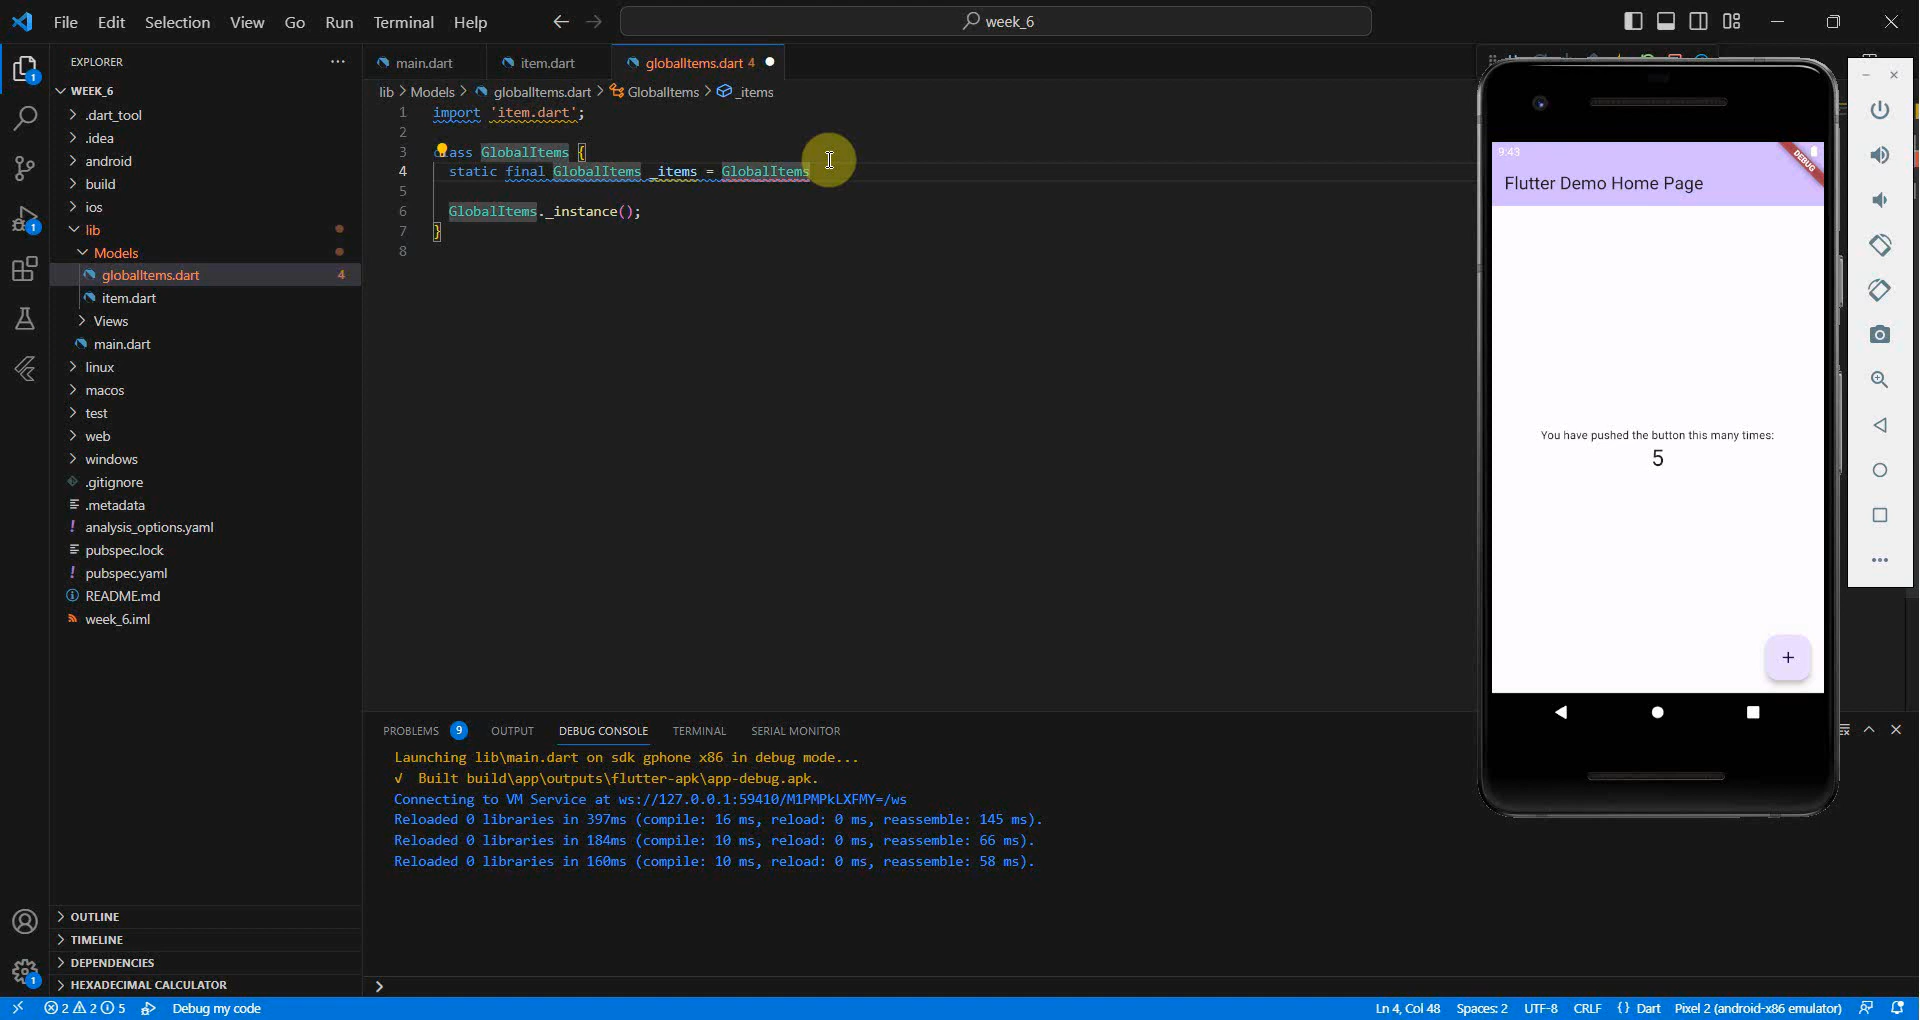 File Edit Selection View Go Run Terminal Help
week_6
EXPLORER
WEEK_6
.dart_tool
.idea
android
build
ios
lib
Models
globalItems.dart 4
item.dart
Views
main.dart
linux
macos
test
web
windows
.gitignore
.metadata
analysis_options.yaml
pubspec.lock
pubspec.yaml
README.md
week_6.iml
OUTLINE
TIMELINE
DEPENDENCIES
HEXADECIMAL CALCULATOR
1
1
1
main.dart
item.dart
globalItems.dart 4
lib > Models > globalItems.dart > GlobalItems > _items
1 import 'item.dart';
2
3 class GlobalItems {
4 static final GlobalItems _items = GlobalItems
5
6 GlobalItems._instance();
7 }
8
PROBLEMS 9 OUTPUT DEBUG CONSOLE TERMINAL SERIAL MONITOR
Launching lib\main.dart on sdk gphone x86 in debug mode...
√ Built build\app\outputs\flutter-apk\app-debug.apk.
Connecting to VM Service at ws://127.0.0.1:59410/M1PMPkLXFMY=/ws
Reloaded 0 libraries in 397ms (compile: 16 ms, reload: 0 ms, reassemble: 145 ms).
Reloaded 0 libraries in 184ms (compile: 10 ms, reload: 0 ms, reassemble: 66 ms).
Reloaded 0 libraries in 160ms (compile: 10 ms, reload: 0 ms, reassemble: 58 ms).
9:43
DEBUG
Flutter Demo Home Page
You have pushed the button this many times:
5
+
2 2 5 Debug my code
Ln 4, Col 48 Spaces: 2 UTF-8 CRLF {} Dart Pixel 2 (android-x86 emulator)